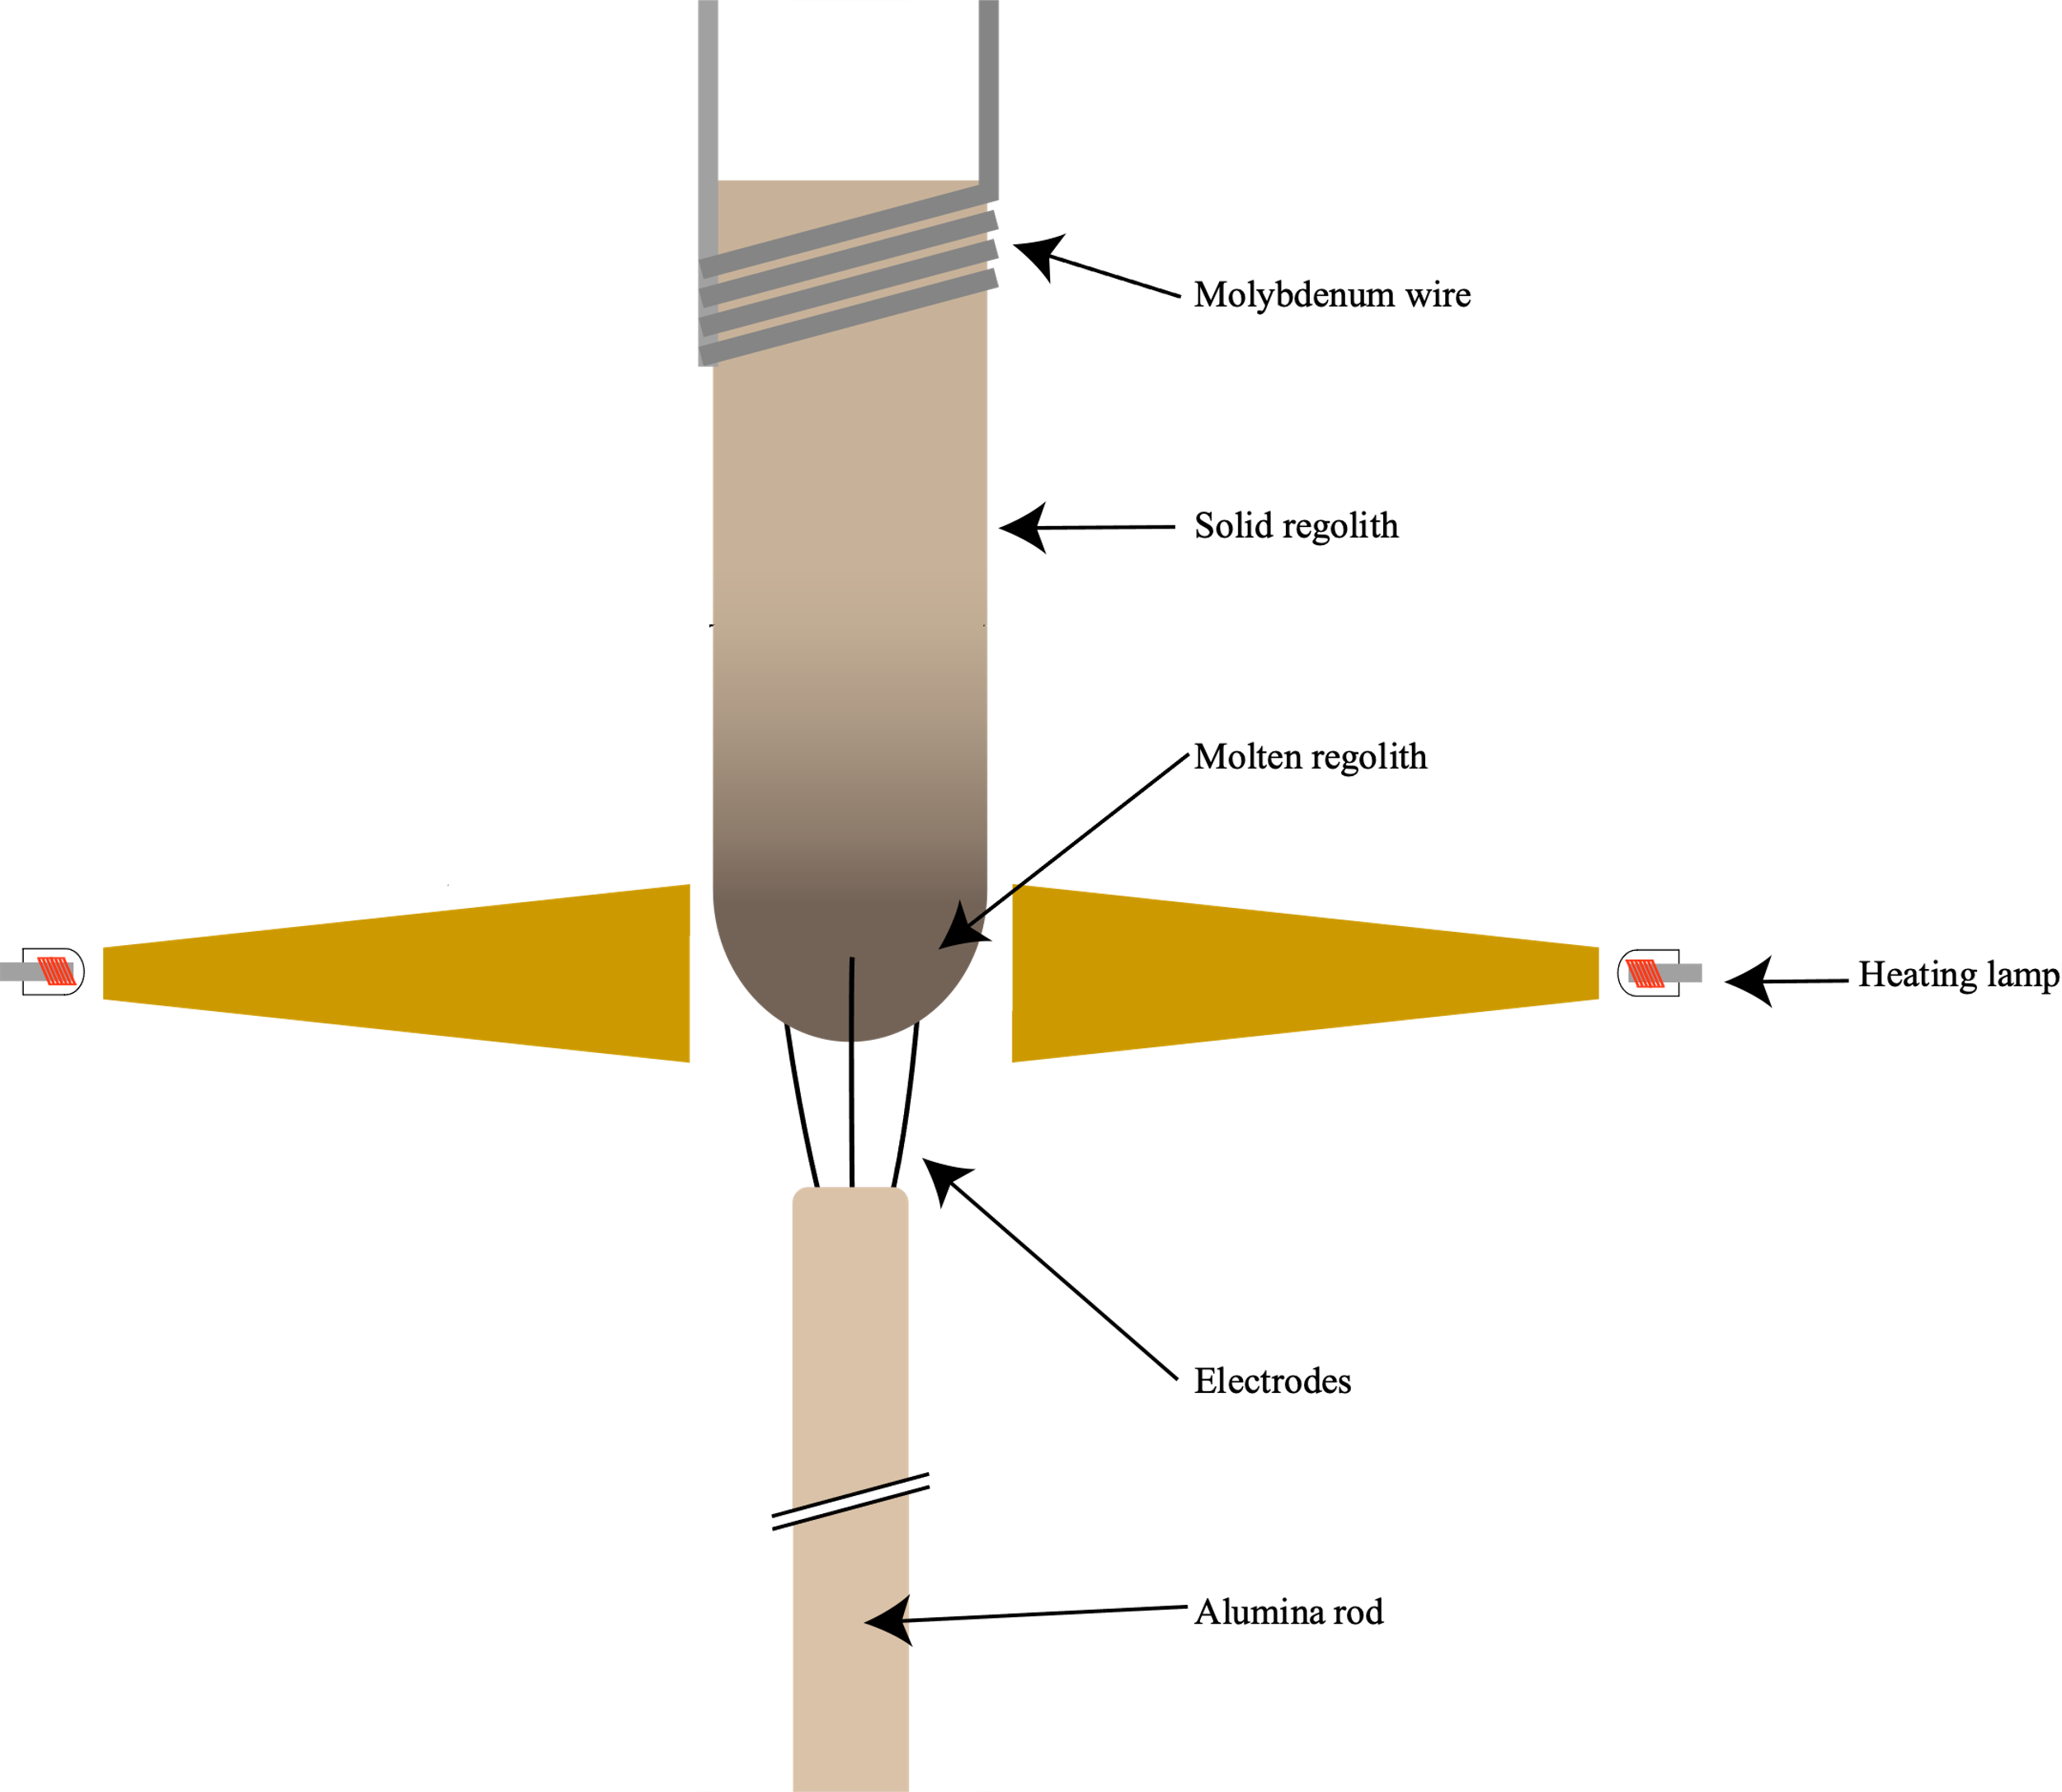 Molybdenum wire
Solid regolith
Molten regolith
Heating lamp
Electrodes
Alumina rod